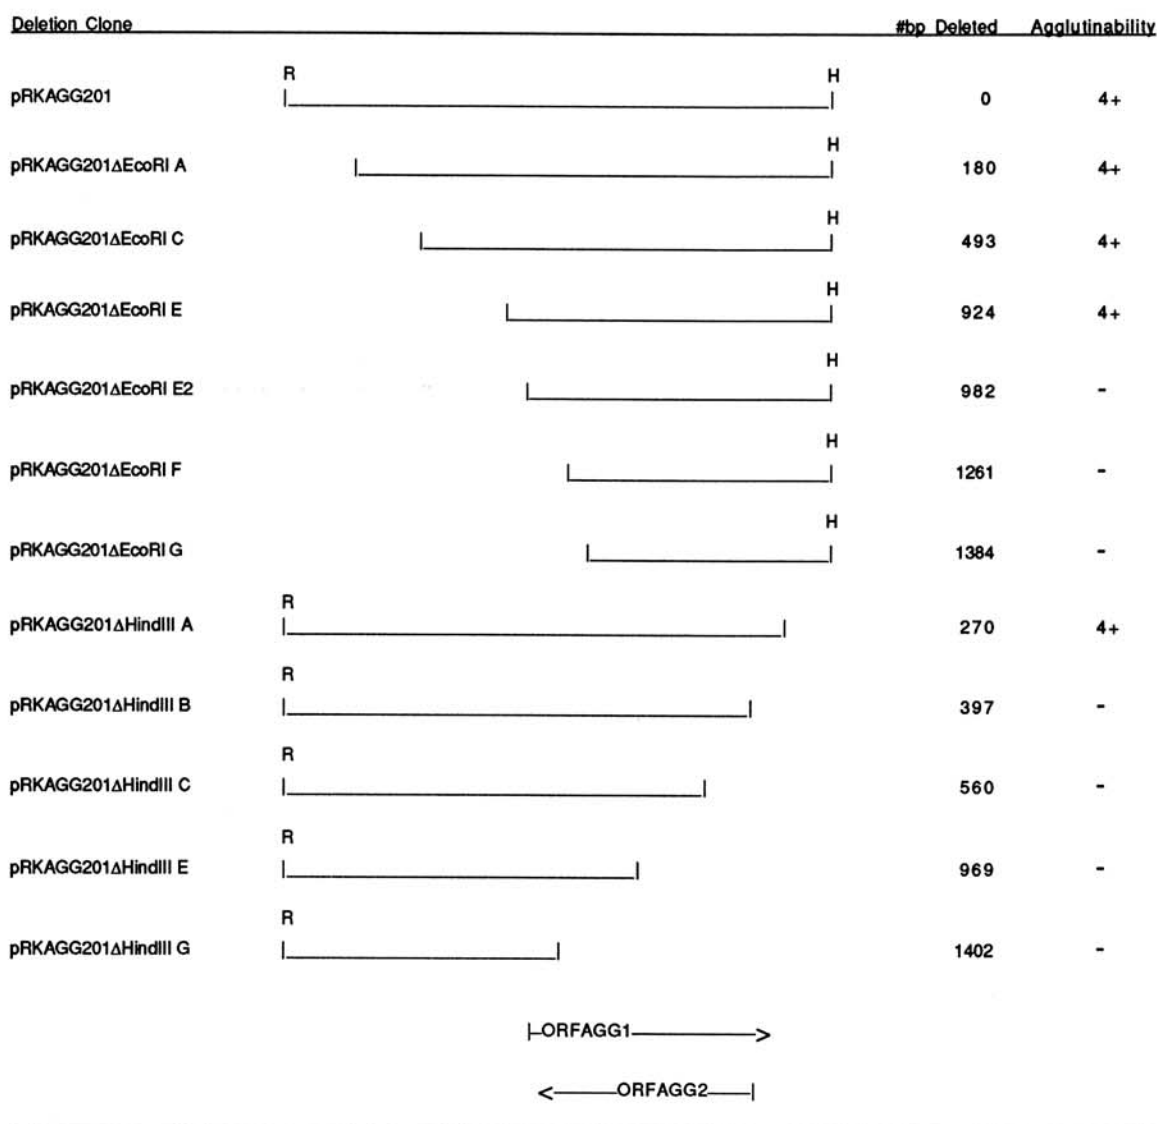 Deletion Clone #bp Deleted Agglutinability
R H
pRKAGG201 0 4+
H
pRKAGG201ΔEcoRI A 180 4+
H
pRKAGG201ΔEcoRI C 493 4+
H
pRKAGG201ΔEcoRI E 924 4+
H
pRKAGG201ΔEcoRI E2 982 -
H
pRKAGG201ΔEcoRI F 1261 -
H
pRKAGG201ΔEcoRI G 1384 -
R
pRKAGG201ΔHindIII A 270 4+
R
pRKAGG201ΔHindIII B 397 -
R
pRKAGG201ΔHindIII C 560 -
R
pRKAGG201ΔHindIII E 969 -
R
pRKAGG201ΔHindIII G 1402 -
ORFAGG1
ORFAGG2